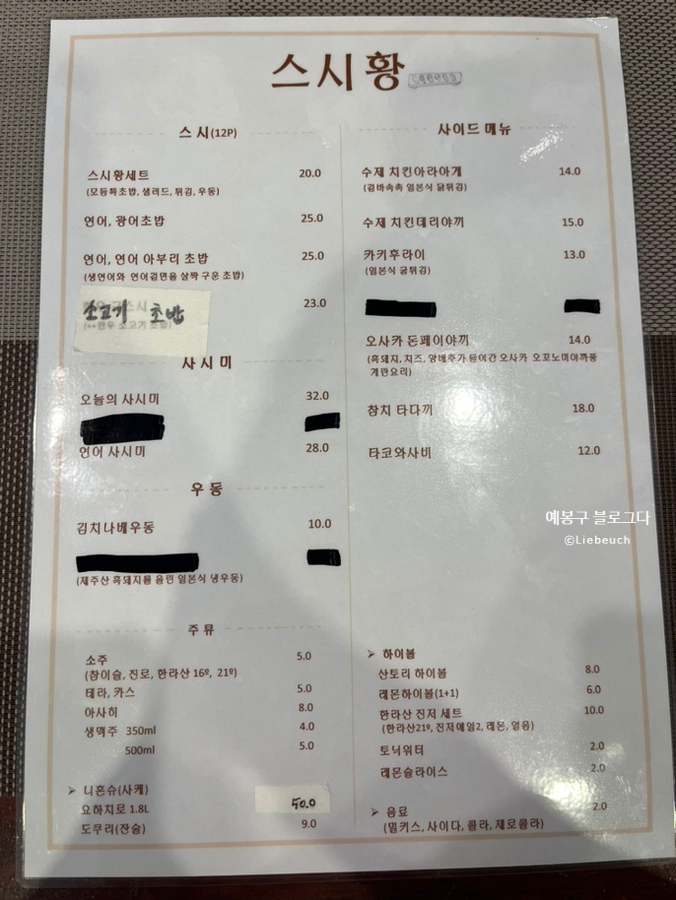 스시황
스 시(12P)
스시황세트 20.0
(모둠특초밥, 샐러드, 튀김, 우동)
연어, 광어초밥 25.0
연어, 연어 아부리 초밥 25.0
(생연어와 연어겉면을 살짝 구운 초밥)
소고기 초밥 23.0
사 시 미
오늘의 사시미 32.0
연어 사시미 28.0
우 동
김치나베우동 10.0
(제주산 흑돼지를 올린 일본식 냉우동)
주 류
소주 5.0
(참이슬, 진로, 한라산 16º, 21º)
테라, 카스 5.0
아사히 8.0
생맥주 350ml 4.0
500ml 5.0
➤ 니혼슈(사케)
요하치로 1.8L 50.0
도쿠리(잔술) 9.0
사이드 메뉴
수제 치킨아라아게 14.0
(겉바속촉 일본식 닭튀김)
수제 치킨데리야끼 15.0
카키후라이 13.0
(일본식 굴튀김)
오사카 돈페이야끼 14.0
(흑돼지, 치즈, 양배추가 들어간 오사카 오꼬노미야끼풍
계란요리)
참치 타다끼 18.0
타코와사비 12.0
➤ 하이볼
산토리 하이볼 8.0
레몬하이볼(1+1) 6.0
한라산 진저 세트 10.0
(한라산21º, 진저에일2, 레몬, 얼음)
토닉워터 2.0
레몬슬라이스 2.0
➤ 음료 2.0
(밀키스, 사이다, 콜라, 제로콜라)
예봉구 블로그다
©Liebeuch